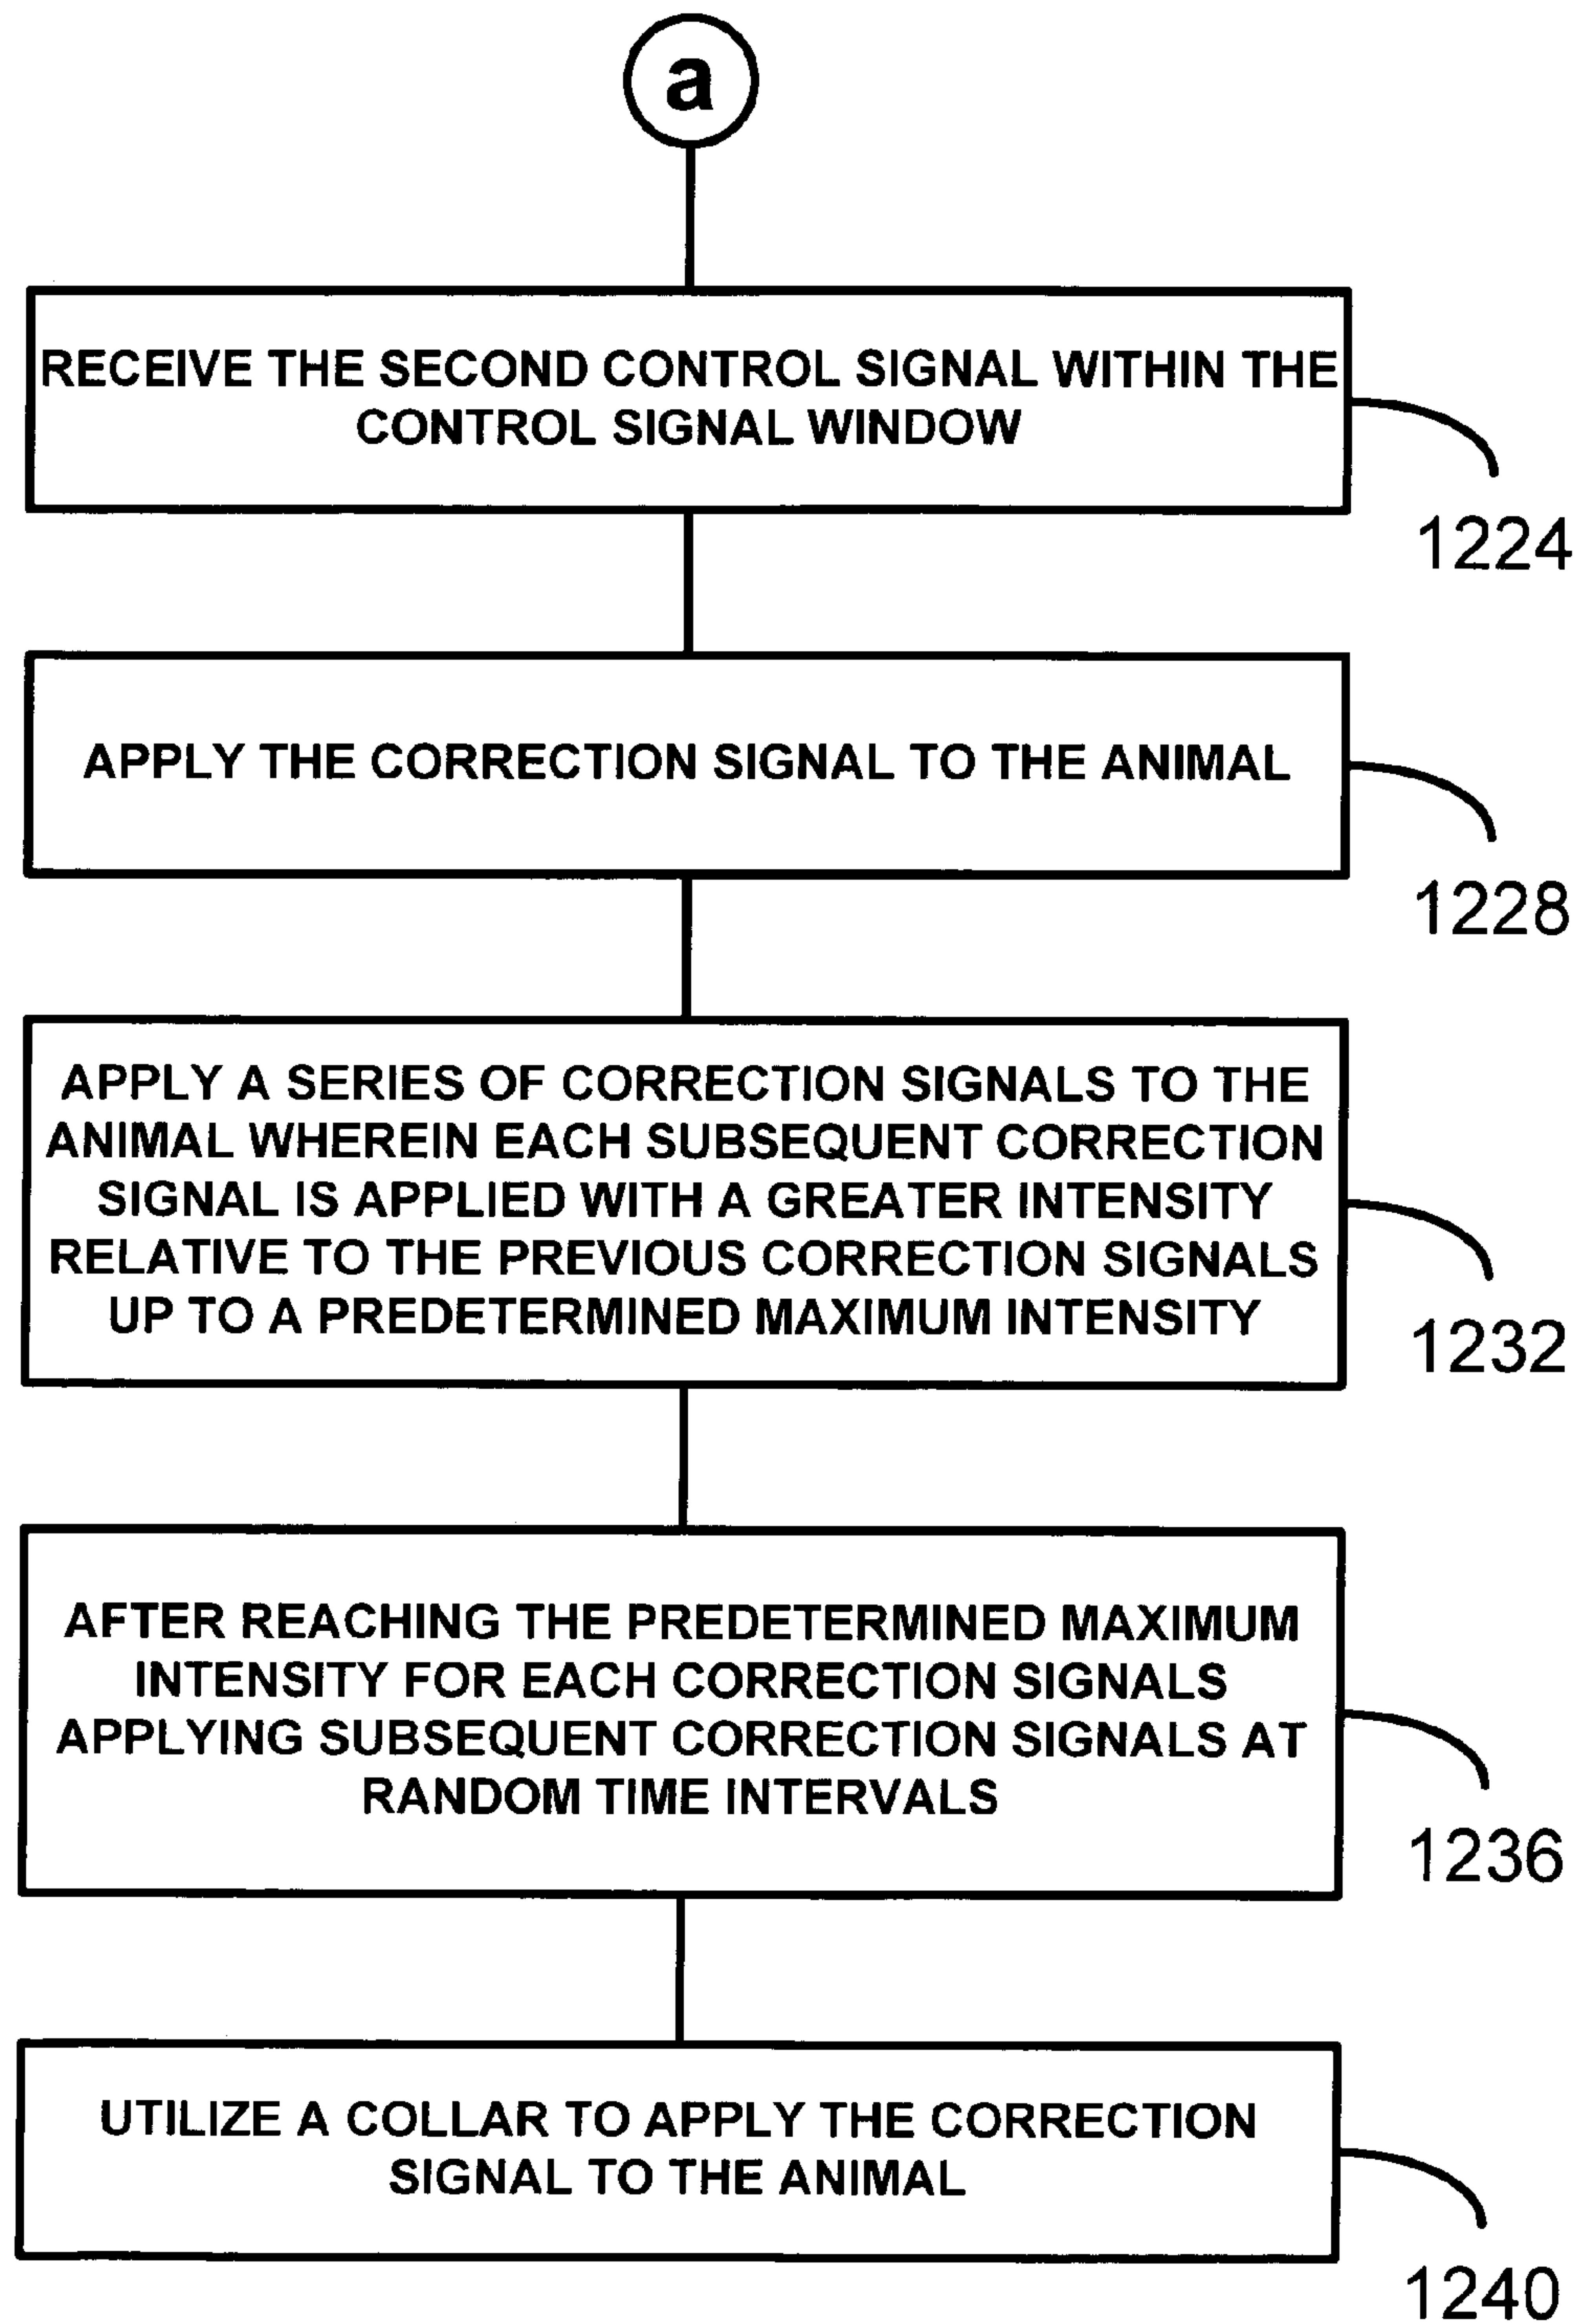 a
RECEIVE THE SECOND CONTROL SIGNAL WITHIN THE
CONTROL SIGNAL WINDOW
1224
APPLY THE CORRECTION SIGNAL TO THE ANIMAL
1228
APPLY A SERIES OF CORRECTION SIGNALS TO THE
ANIMAL WHEREIN EACH SUBSEQUENT CORRECTION
SIGNAL IS APPLIED WITH A GREATER INTENSITY
RELATIVE TO THE PREVIOUS CORRECTION SIGNALS
UP TO A PREDETERMINED MAXIMUM INTENSITY
1232
AFTER REACHING THE PREDETERMINED MAXIMUM
INTENSITY FOR EACH CORRECTION SIGNALS
APPLYING SUBSEQUENT CORRECTION SIGNALS AT
RANDOM TIME INTERVALS
1236
UTILIZE A COLLAR TO APPLY THE CORRECTION
SIGNAL TO THE ANIMAL
1240